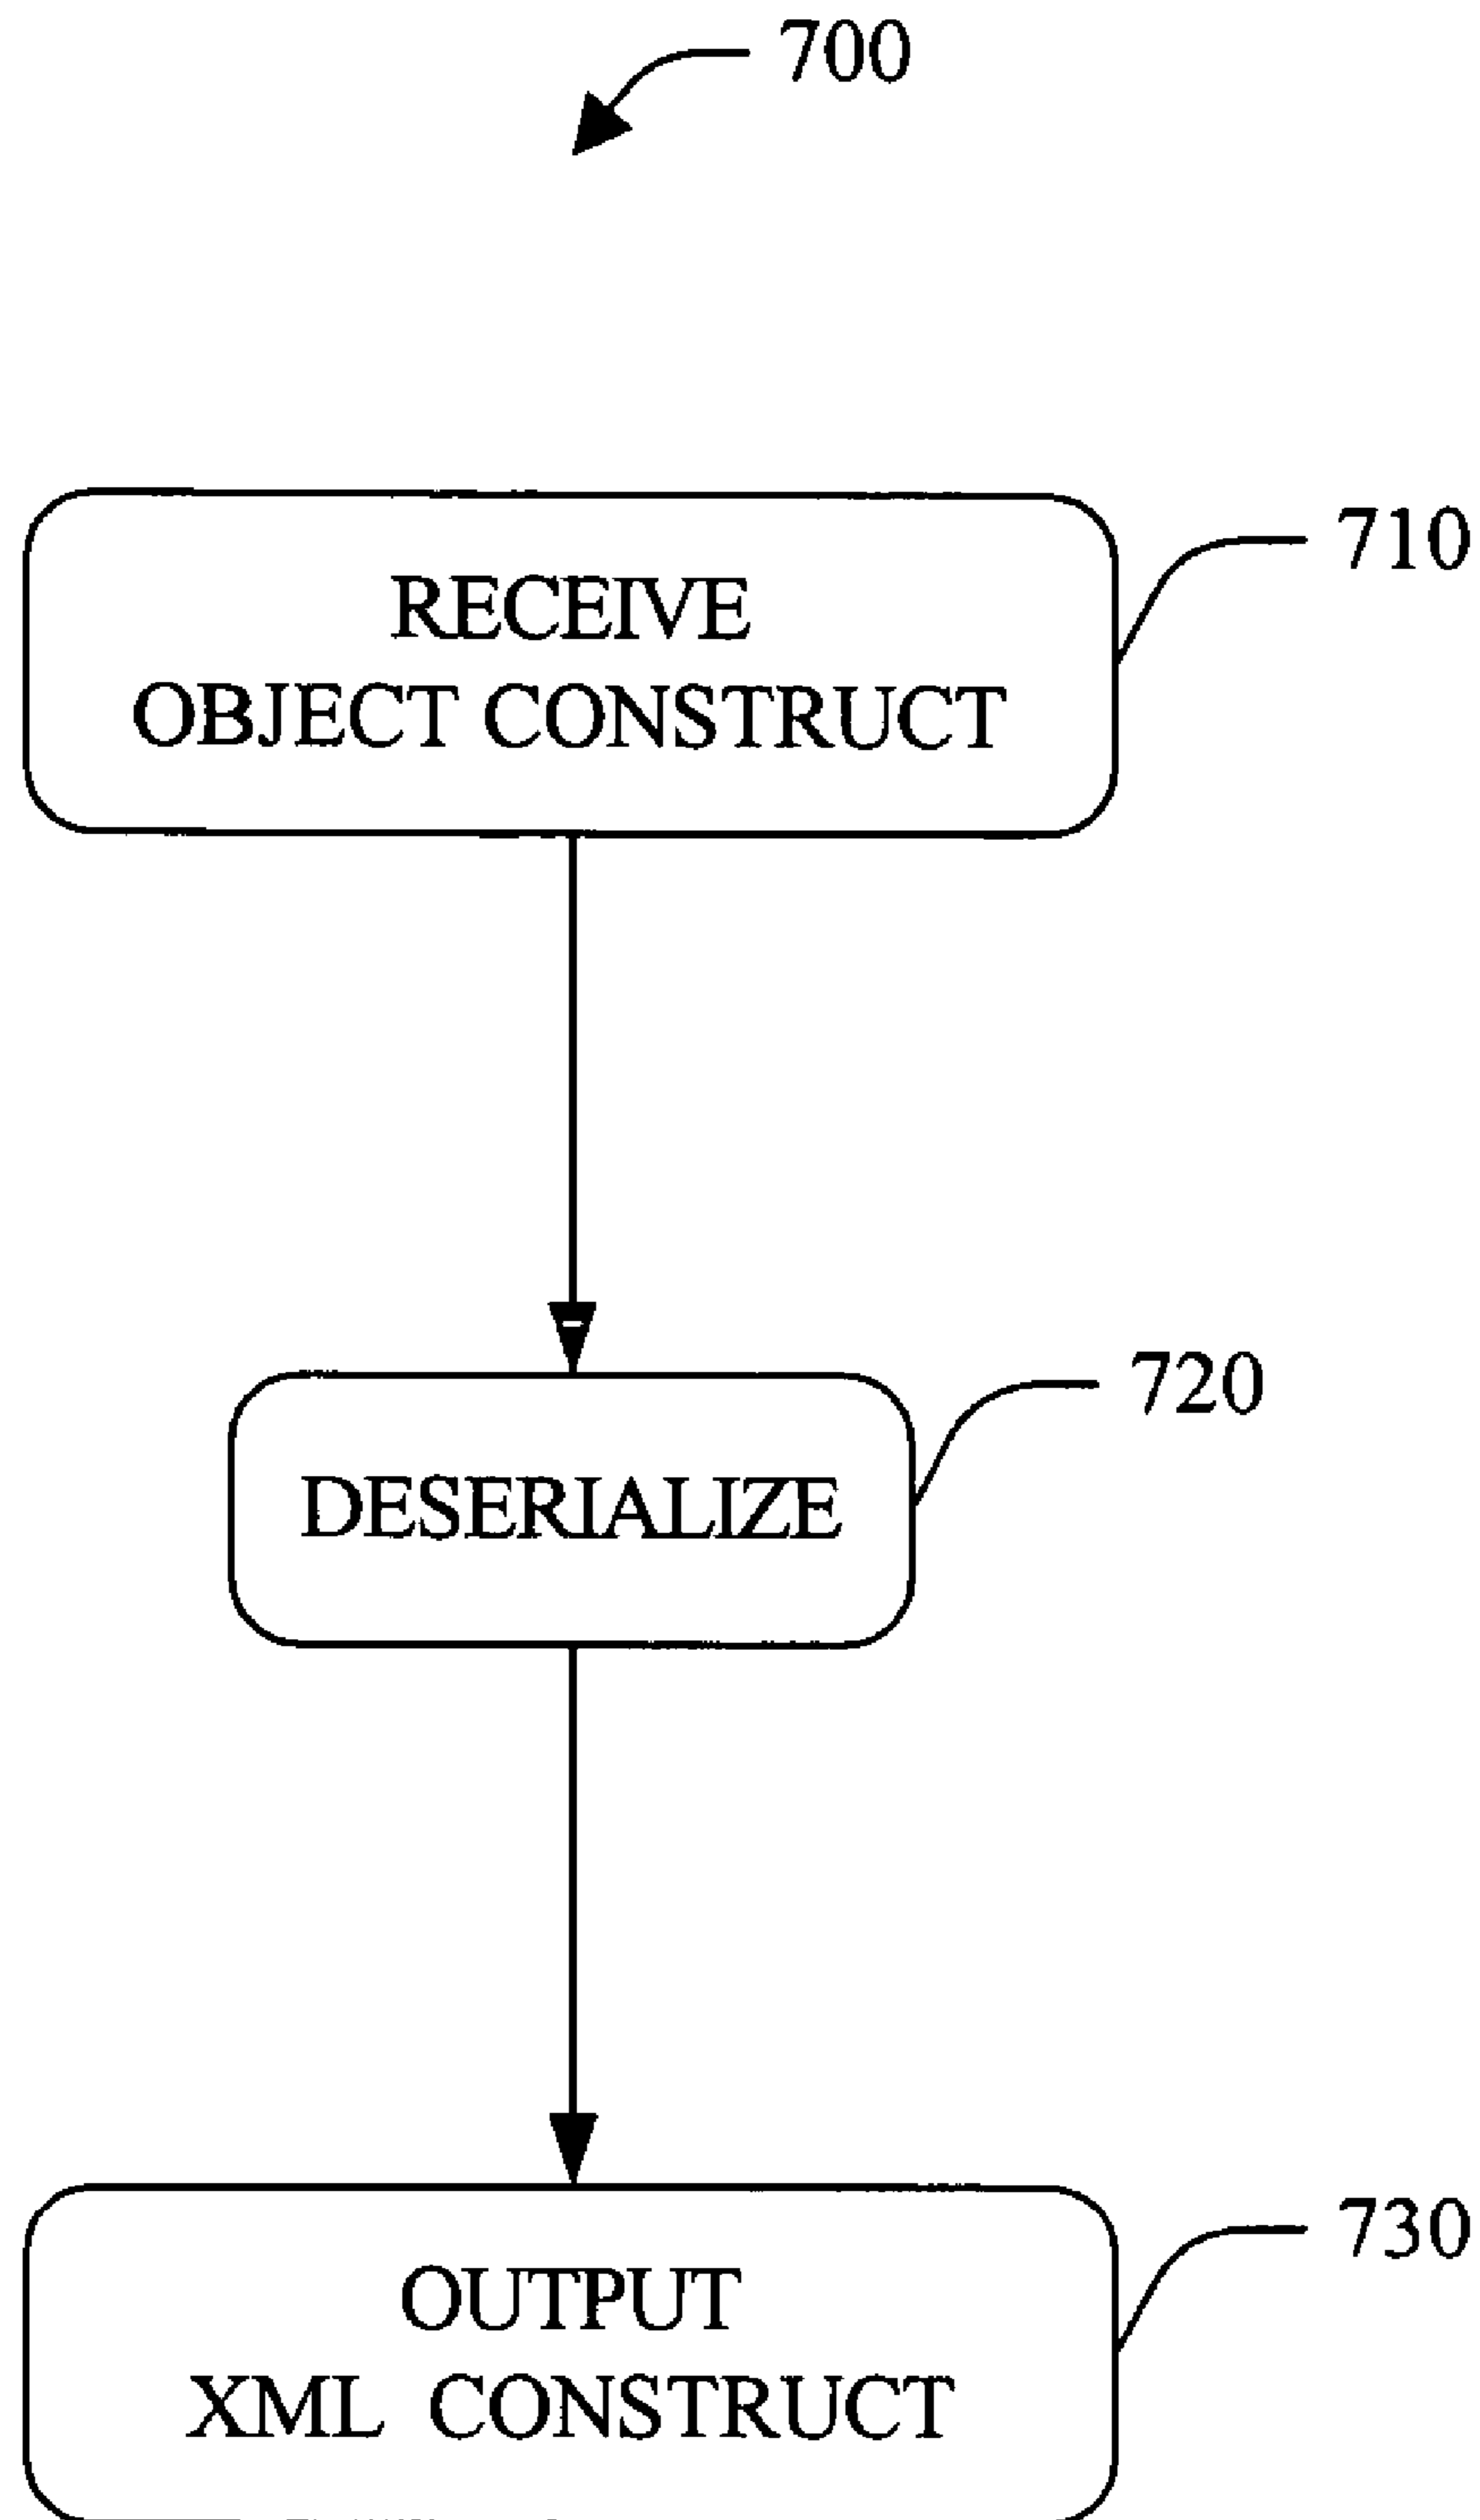 700
RECEIVE
OBJECT CONSTRUCT
710
DESERIALIZE
720
OUTPUT
XML CONSTRUCT
730